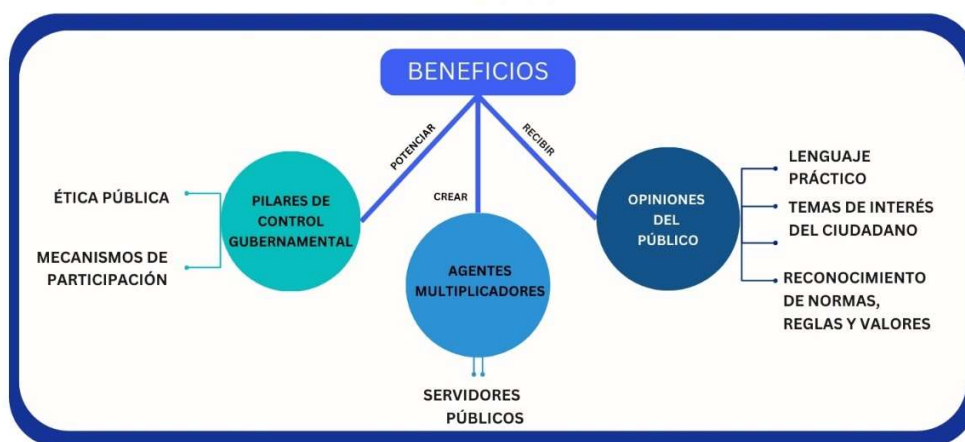 BENEFICIOS
POTENCIAR
CREAR
RECIBIR
ÉTICA PÚBLICA
MECANISMOS DE
PARTICIPACIÓN
PILARES DE
CONTROL
GUBERNAMENTAL
AGENTES
MULTIPLICADORES
SERVIDORES
PÚBLICOS
OPINIONES
DEL
PÚBLICO
LENGUAJE
PRÁCTICO
TEMAS DE INTERÉS
DEL CIUDADANO
RECONOCIMIENTO
DE NORMAS,
REGLAS Y VALORES